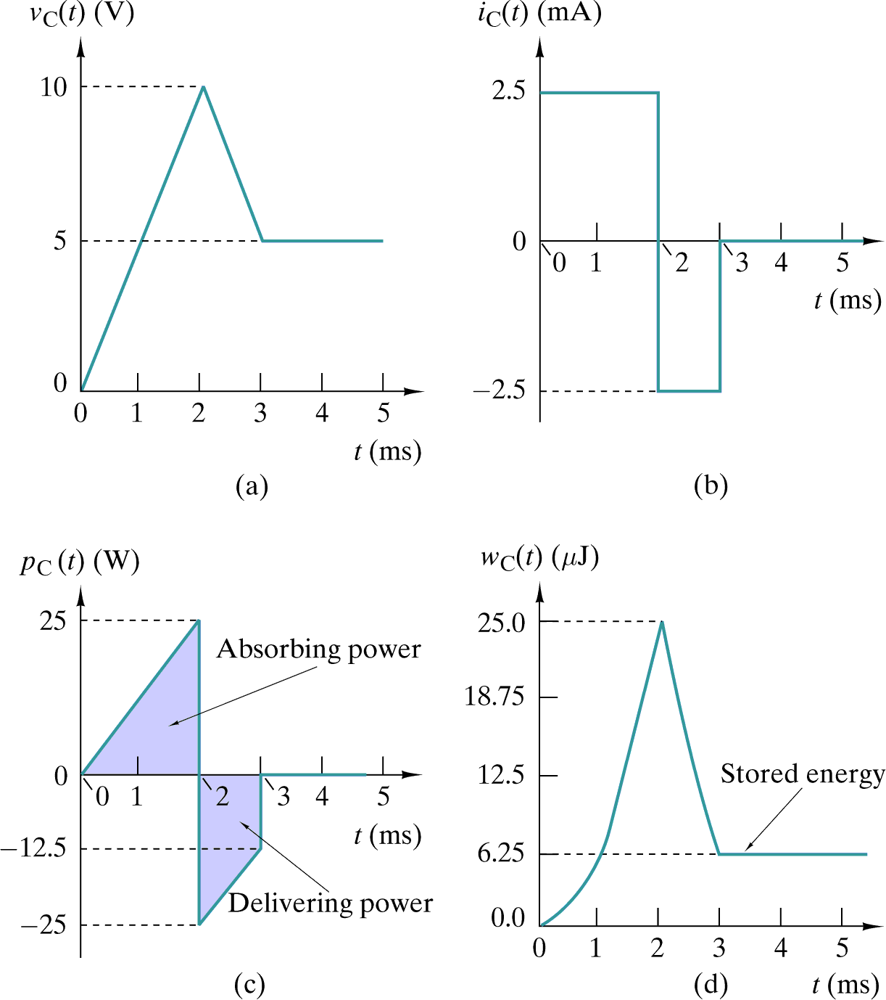 vC(t) (V)
10
5
0
0 1 2 3 4 5
t (ms)
(a)
iC(t) (mA)
2.5
0
0 1 2 3 4 5
t (ms)
−2.5
(b)
pC (t) (W)
25
Absorbing power
0
0 1 2 3 4 5
t (ms)
−12.5
Delivering power
−25
(c)
wC(t) (μJ)
25.0
18.75
12.5
Stored energy
6.25
0.0
0 1 2 3 4 5
(d)
t (ms)